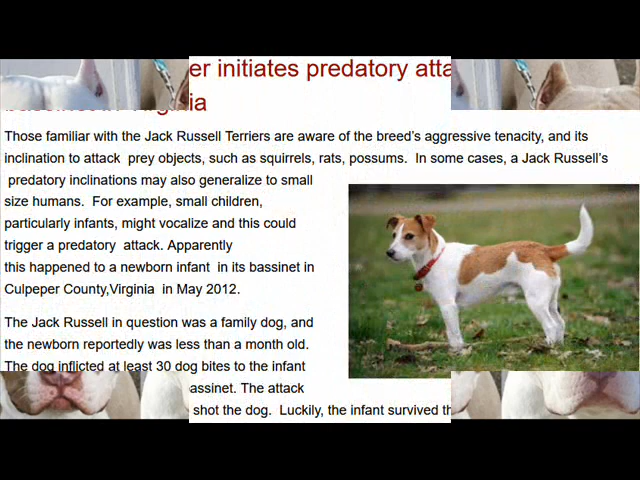 er initiates predatory atta
ia
Those familiar with the Jack Russell Terriers are aware of the breed's aggressive tenacity, and its
inclination to attack prey objects, such as squirrels, rats, possums. In some cases, a Jack Russell's
predatory inclinations may also generalize to small
size humans. For example, small children,
particularly infants, might vocalize and this could
trigger a predatory attack. Apparently
this happened to a newborn infant in its bassinet in
Culpeper County,Virginia in May 2012.
The Jack Russell in question was a family dog, and
the newborn reportedly was less than a month old.
The dog inflicted at least 30 dog bites to the infant
assinet. The attack
shot the dog. Luckily, the infant survived th